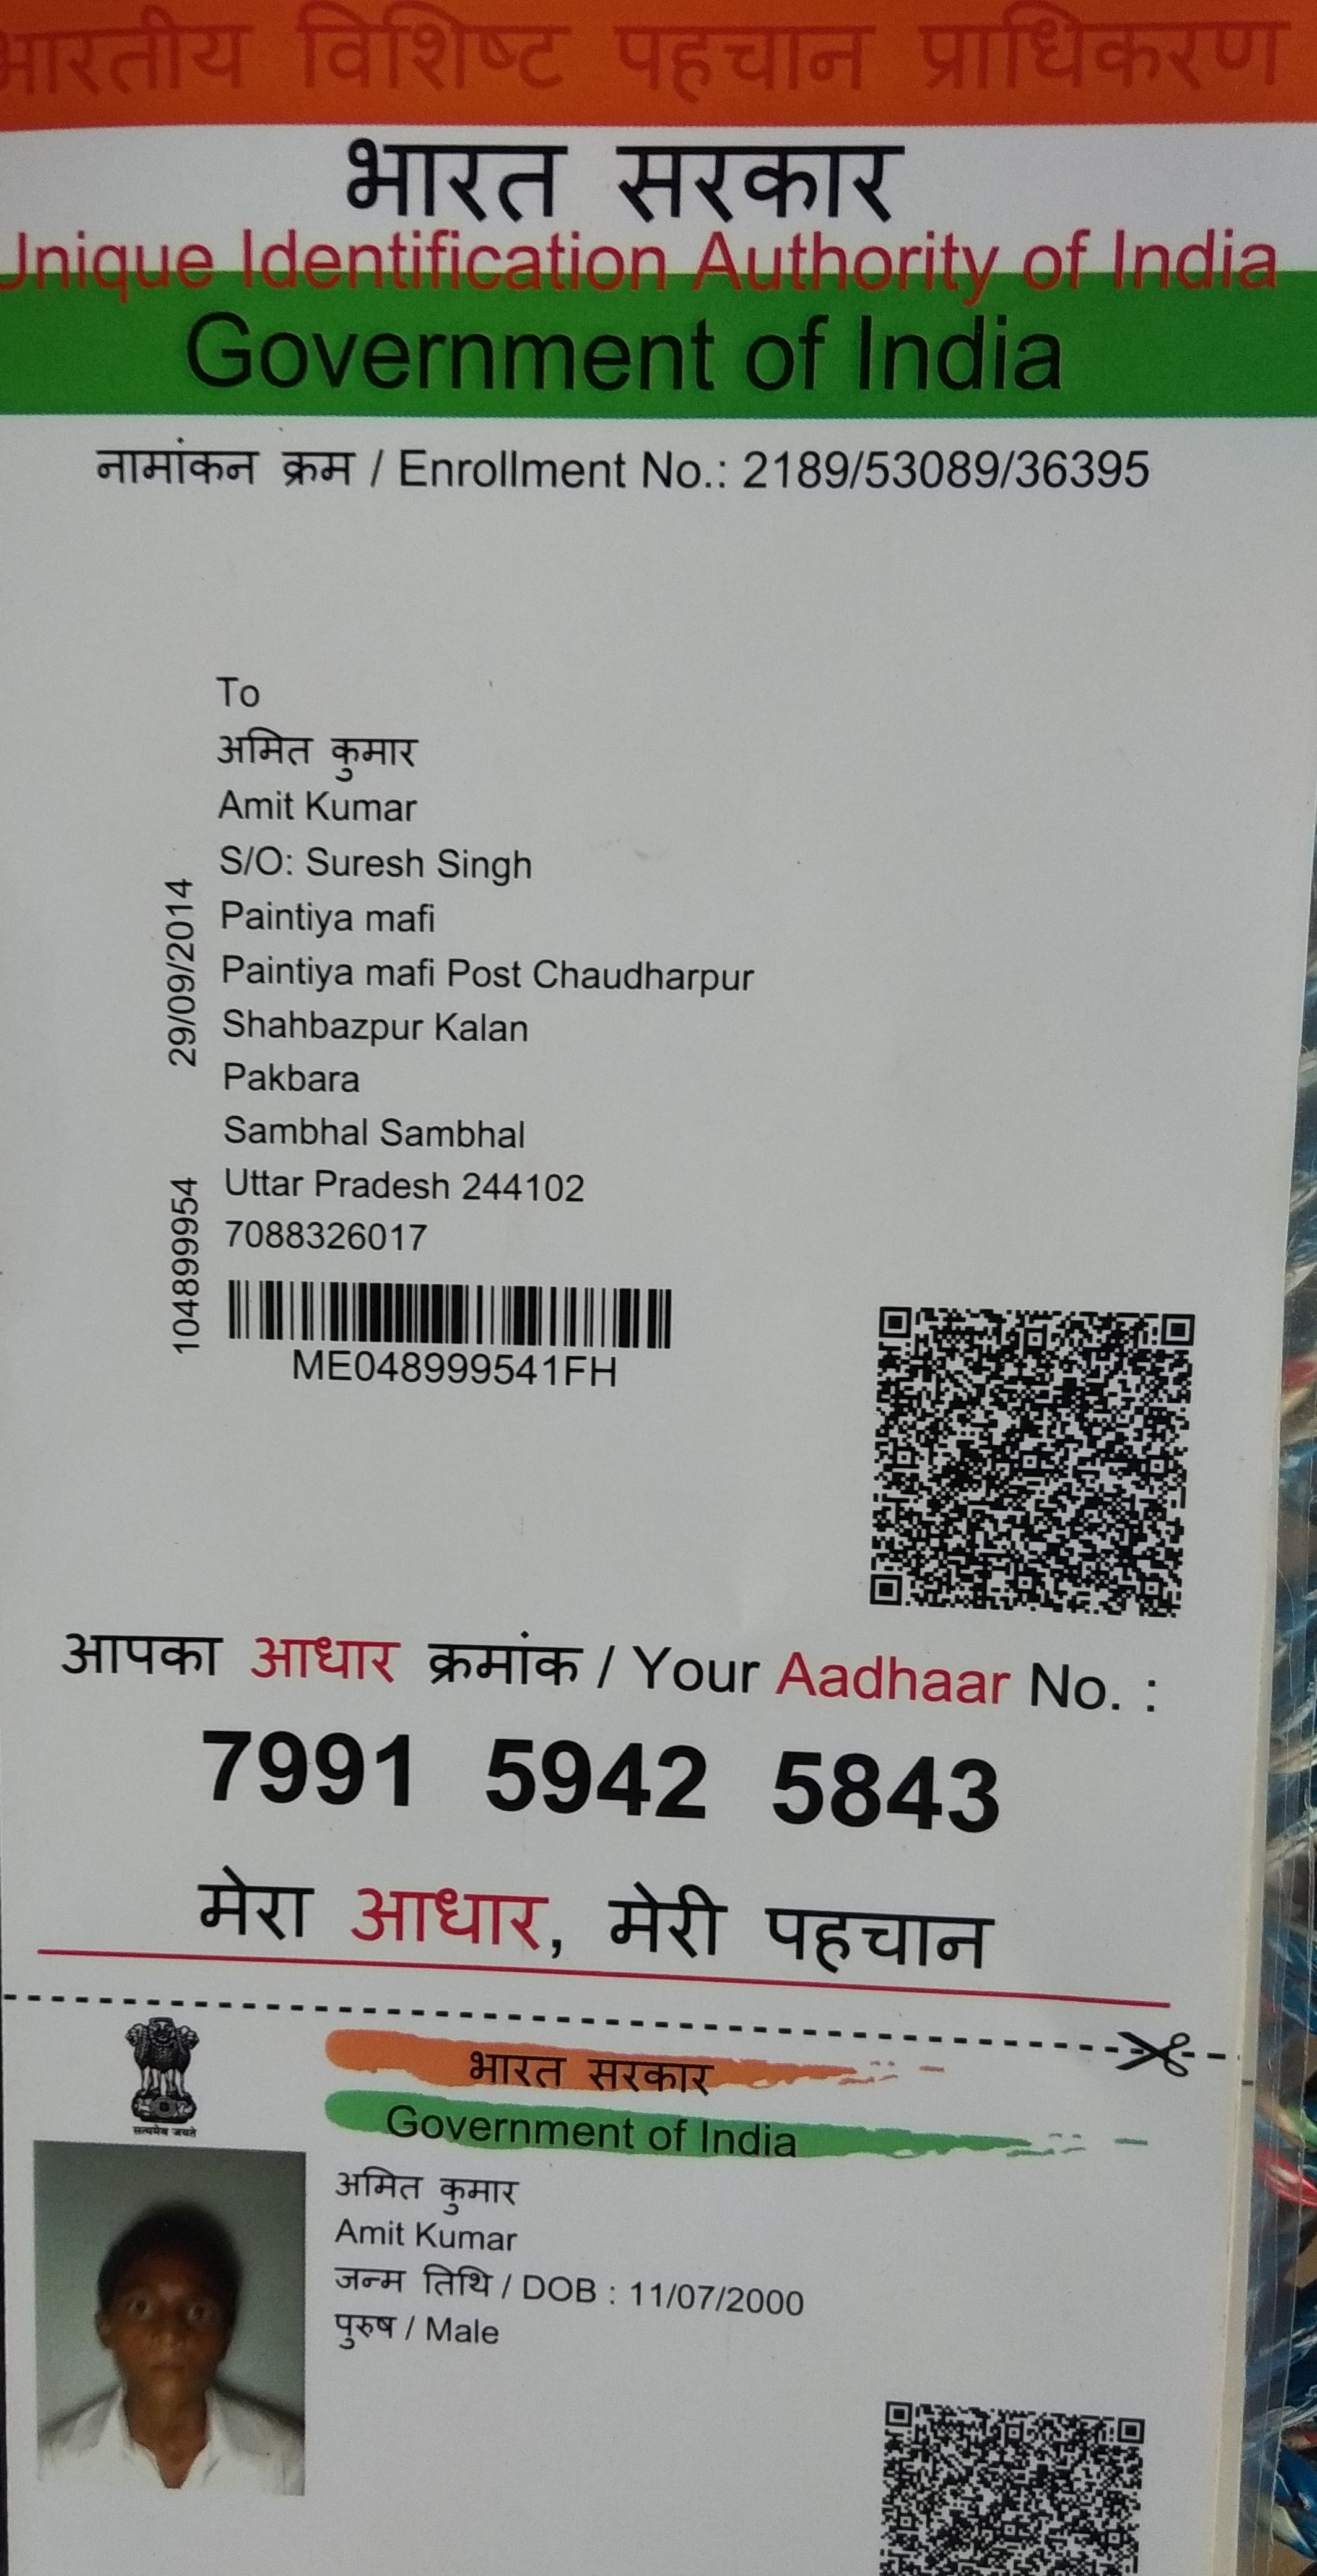 भारतीय विशिष्ट पहचान प्राधिकरण
भारत सरकार
Unique Identification Authority of India
Government of India
नामांकन क्रम / Enrollment No.: 2189/53089/36395
To
अमित कुमार
Amit Kumar
S/O: Suresh Singh
Paintiya mafi
Paintiya mafi Post Chaudharpur
Shahbazpur Kalan
Pakbara
Sambhal Sambhal
Uttar Pradesh 244102
7088326017
29/09/2014
104899954
ME048999541FH
आपका आधार क्रमांक / Your Aadhaar No. :
7991 5942 5843
मेरा आधार, मेरी पहचान
सत्यमेव जयते
भारत सरकार
Government of India
अमित कुमार
Amit Kumar
जन्म तिथि / DOB : 11/07/2000
पुरुष / Male